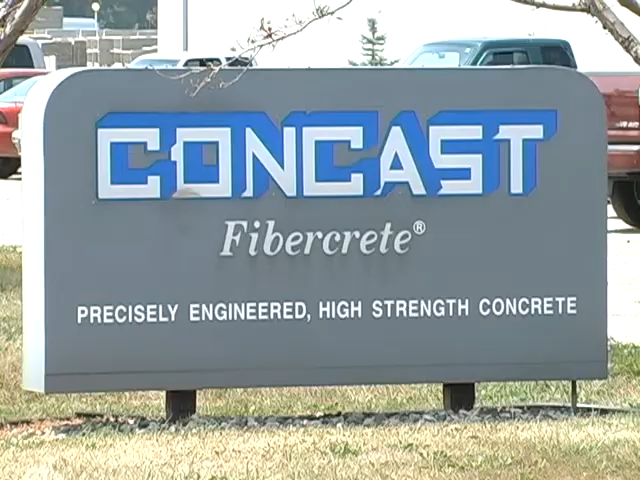 CONCAST
Fibercrete®
PRECISELY ENGINEERED, HIGH STRENGTH CONCRETE